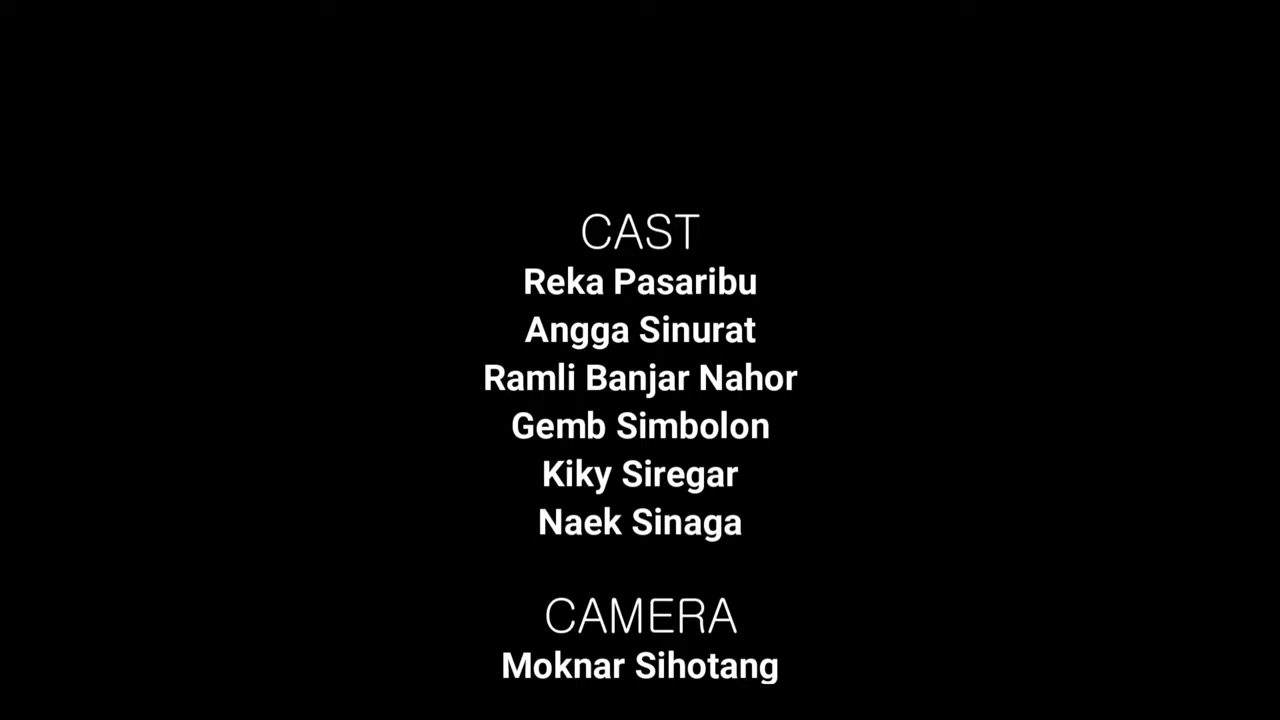 CAST
Reka Pasaribu
Angga Sinurat
Ramli Banjar Nahor
Gemb Simbolon
Kiky Siregar
Naek Sinaga
CAMERA
Moknar Sihotang